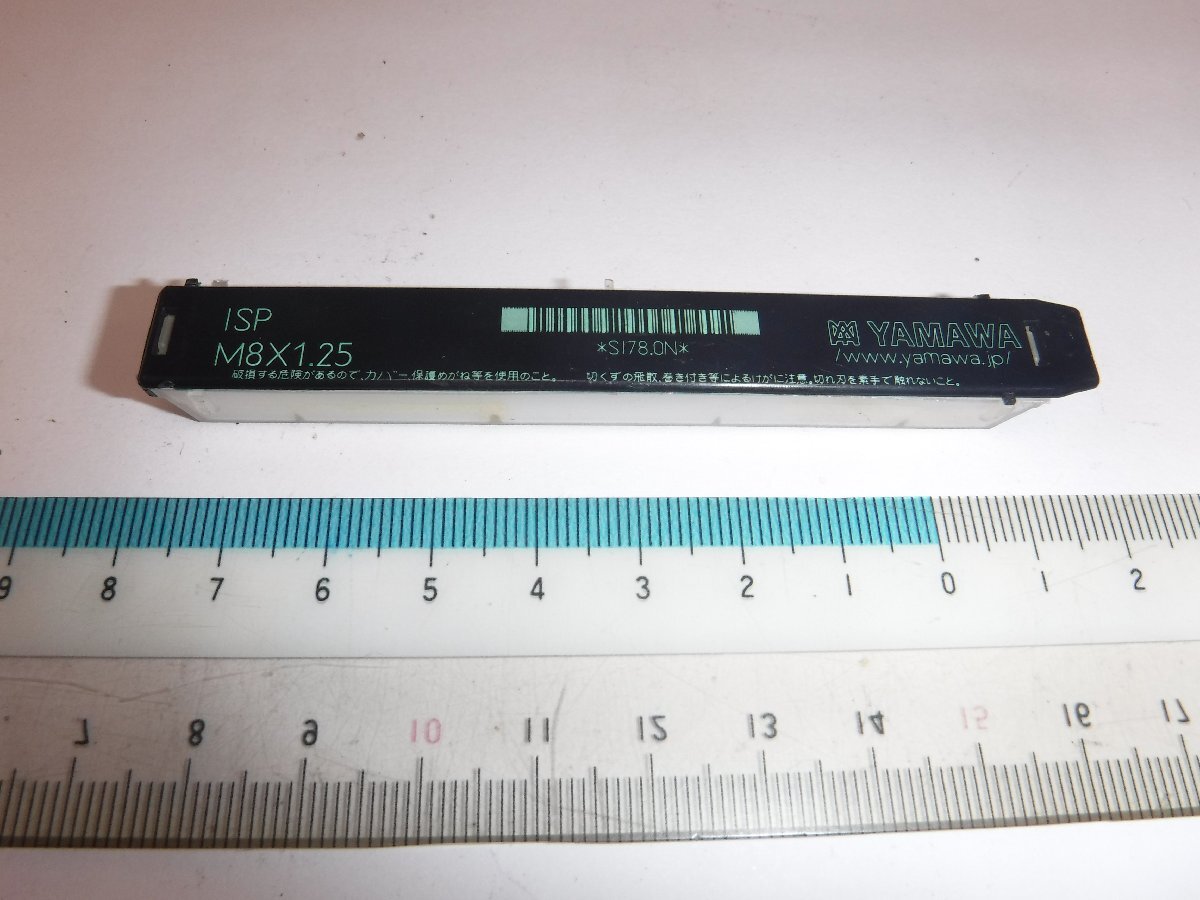 ISP
M8X1.25
*SI78.0N*
YAMAWA
/www.yamawa.jp/
破損する危険があるので、カバー、保護めがね等を使用のこと。 切くずの飛散、巻き付き等によるけがに注意。切れ刃を素手で触れないこと。
9 8 7 6 5 4 3 2 1 0 1 2
7 8 9 10 11 12 13 14 15 16 17